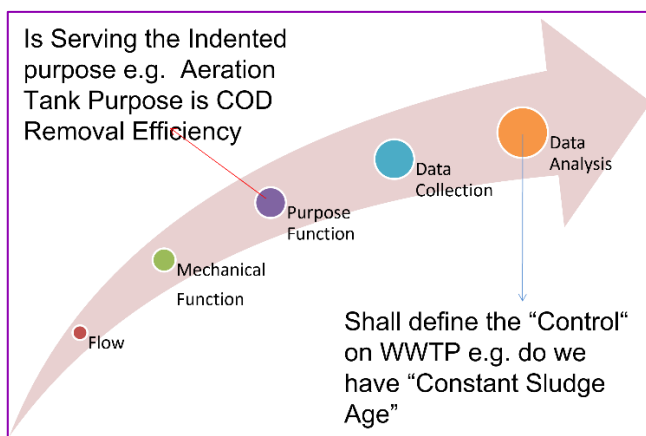 Is Serving the Indented
purpose e.g.  Aeration
Tank Purpose is COD
Removal Efficiency
Data
Analysis
Data
Collection
Purpose
Function
Mechanical
Function
Flow
Shall define the “Control“
on WWTP e.g. do we
have “Constant Sludge
Age”